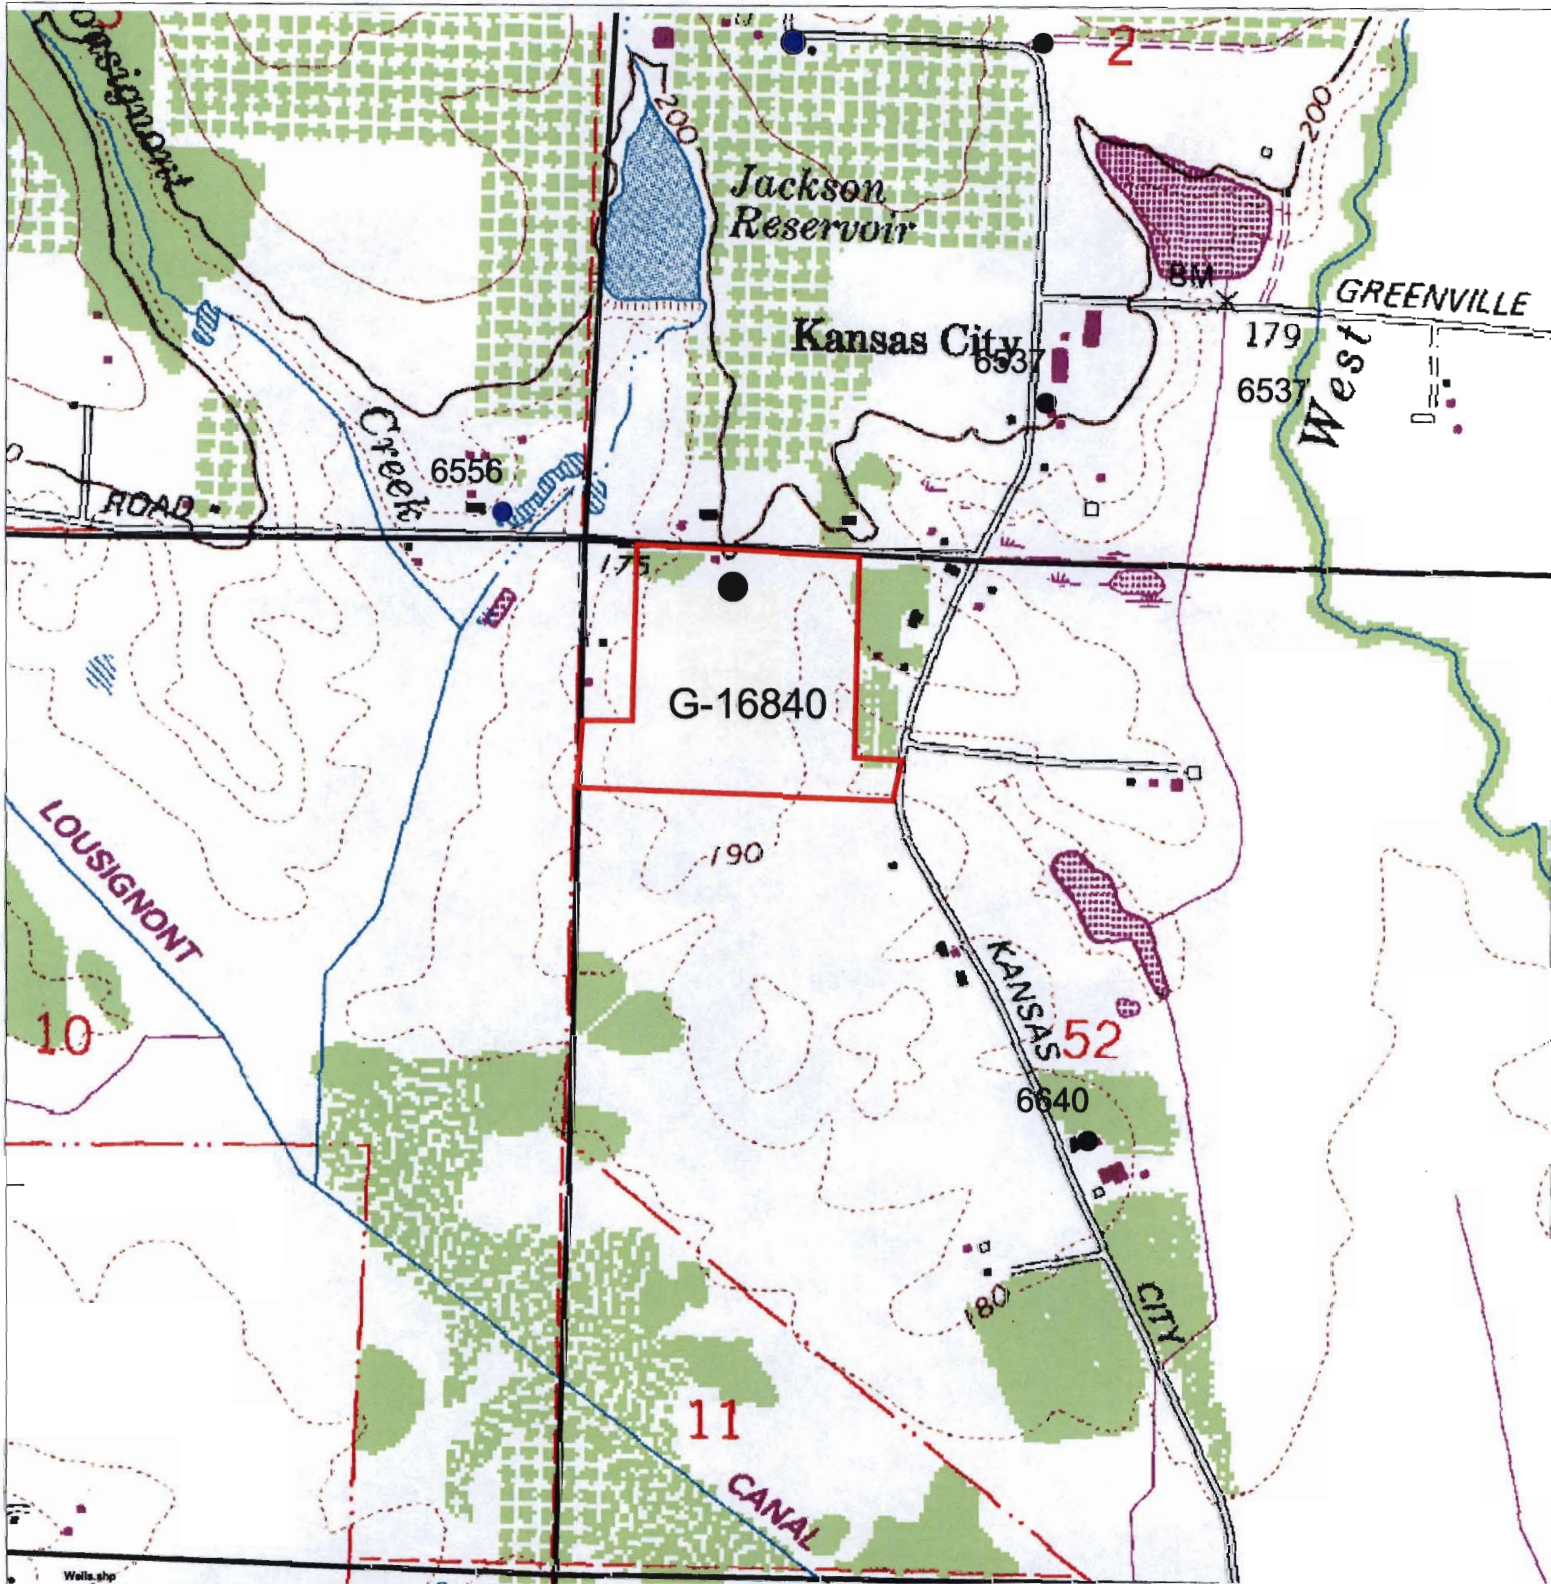 2
200
200
Jackson
Reservoir
BM
GREENVILLE
179
West
Kansas City
6537
6537
Creek
6556
ROAD
175
G-16840
LOUSIGNONT
190
KANSAS
10
52
6640
180
CITY
11
CANAL
Wells.shp